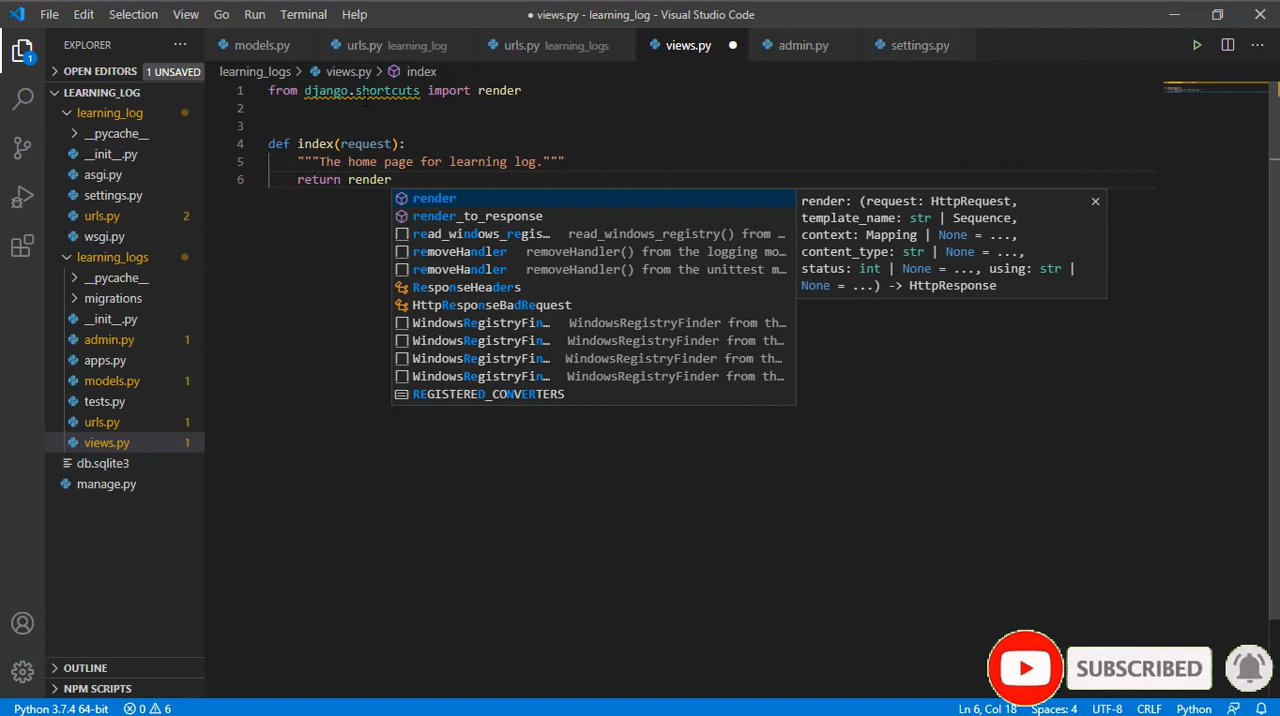 File Edit Selection View Go Run Terminal Help
● views.py - learning_log - Visual Studio Code
EXPLORER
models.py urls.py learning_log urls.py learning_logs views.py admin.py settings.py
1
OPEN EDITORS 1 UNSAVED
LEARNING_LOG
learning_log
__pycache__
__init__.py
asgi.py
settings.py
urls.py 2
wsgi.py
learning_logs
__pycache__
migrations
__init__.py
admin.py 1
apps.py
models.py 1
tests.py
urls.py 1
views.py 1
db.sqlite3
manage.py
OUTLINE
NPM SCRIPTS
learning_logs > views.py > index
1 from django.shortcuts import render
2
3
4 def index(request):
5 """The home page for learning log."""
6 return render
render
render_to_response
read_windows_regis… read_windows_registry() from …
removeHandler removeHandler() from the logging mo…
removeHandler removeHandler() from the unittest m…
ResponseHeaders
HttpResponseBadRequest
WindowsRegistryFin… WindowsRegistryFinder from th…
WindowsRegistryFin… WindowsRegistryFinder from th…
WindowsRegistryFin… WindowsRegistryFinder from th…
WindowsRegistryFin… WindowsRegistryFinder from th…
REGISTERED_CONVERTERS
render: (request: HttpRequest,
template_name: str | Sequence,
context: Mapping | None = ...,
content_type: str | None = ...,
status: int | None = ..., using: str |
None = ...) -> HttpResponse
SUBSCRIBED
Python 3.7.4 64-bit 0 6 Ln 6, Col 18 Spaces: 4 UTF-8 CRLF Python